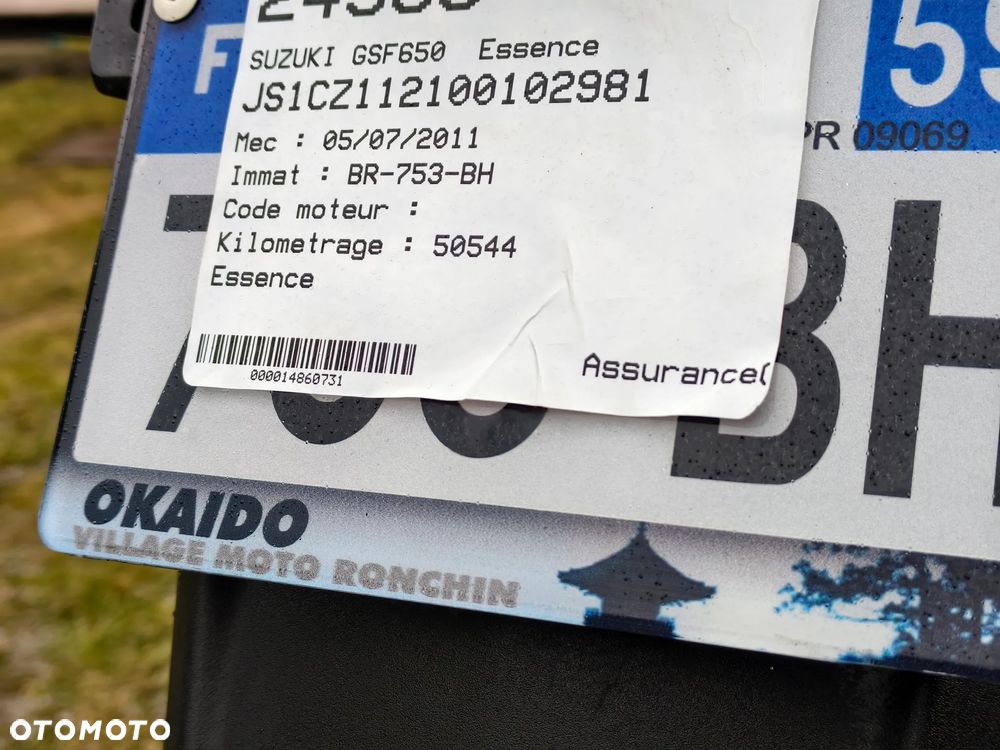 SUZUKI GSF650 Essence
JS1CZ112100102981
Mec : 05/07/2011
Immat : BR-753-BH
Code moteur :
Kilometrage : 50544
Essence
000014860731
Assurance(
F
59
PR 09069
753 BH
OKAIDO
VILLAGE MOTO RONCHIN
OTOMOTO